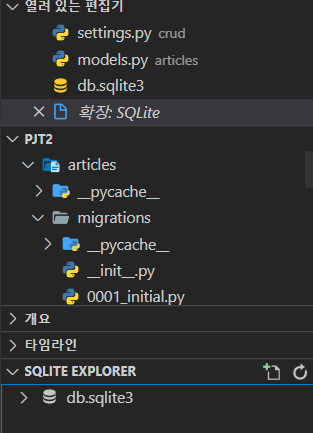 열려 있는 편집기
settings.py crud
models.py articles
db.sqlite3
확장: SQLite
PJT2
articles
__pycache__
migrations
__pycache__
__init__.py
0001_initial.py
개요
타임라인
SQLITE EXPLORER
db.sqlite3